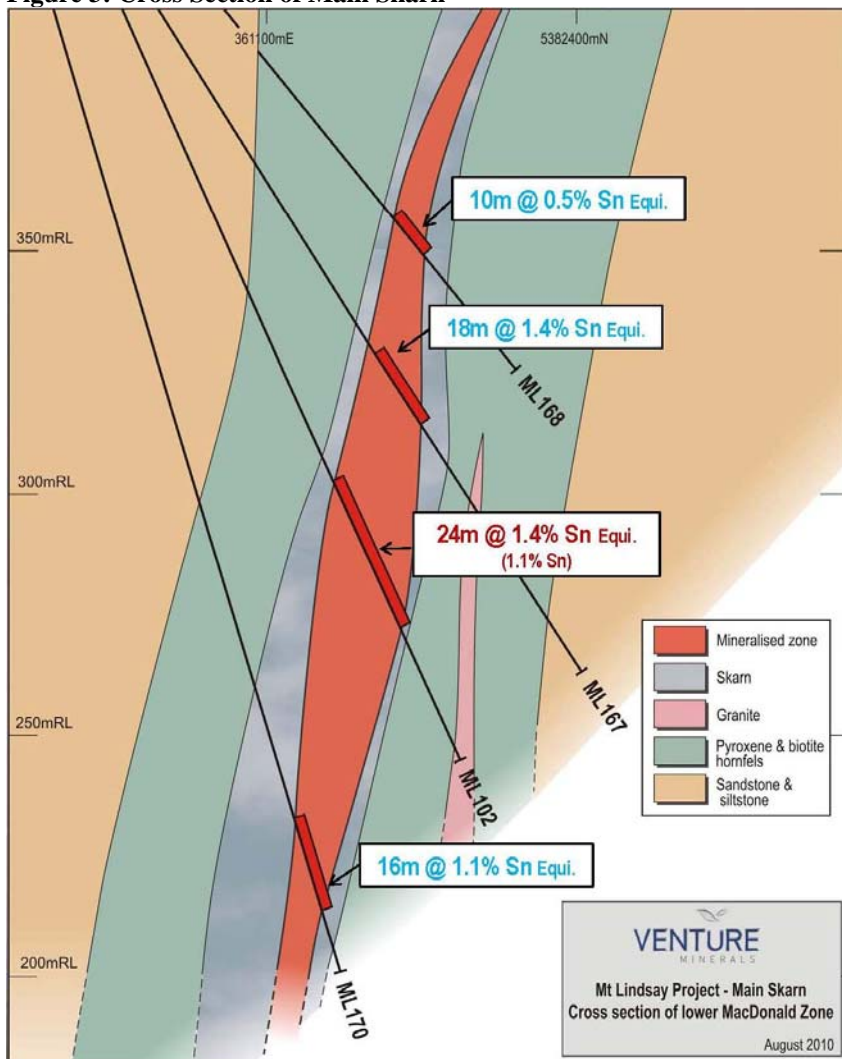 Figure 3: Cross Section of Main Skarn
361100mE
5382400mN
10m @ 0.5% Sn Equi.
350mRL
18m @ 1.4% Sn Equi.
ML168
300mRL
24m @ 1.4% Sn Equi.
(1.1% Sn)
Mineralised zone
Skarn
Granite
Pyroxene & biotite
hornfels
Sandstone &
siltstone
ML167
250mRL
ML102
16m @ 1.1% Sn Equi.
200mRL
ML170
VENTURE
MINERALS
Mt Lindsay Project - Main Skarn
Cross section of lower MacDonald Zone
August 2010